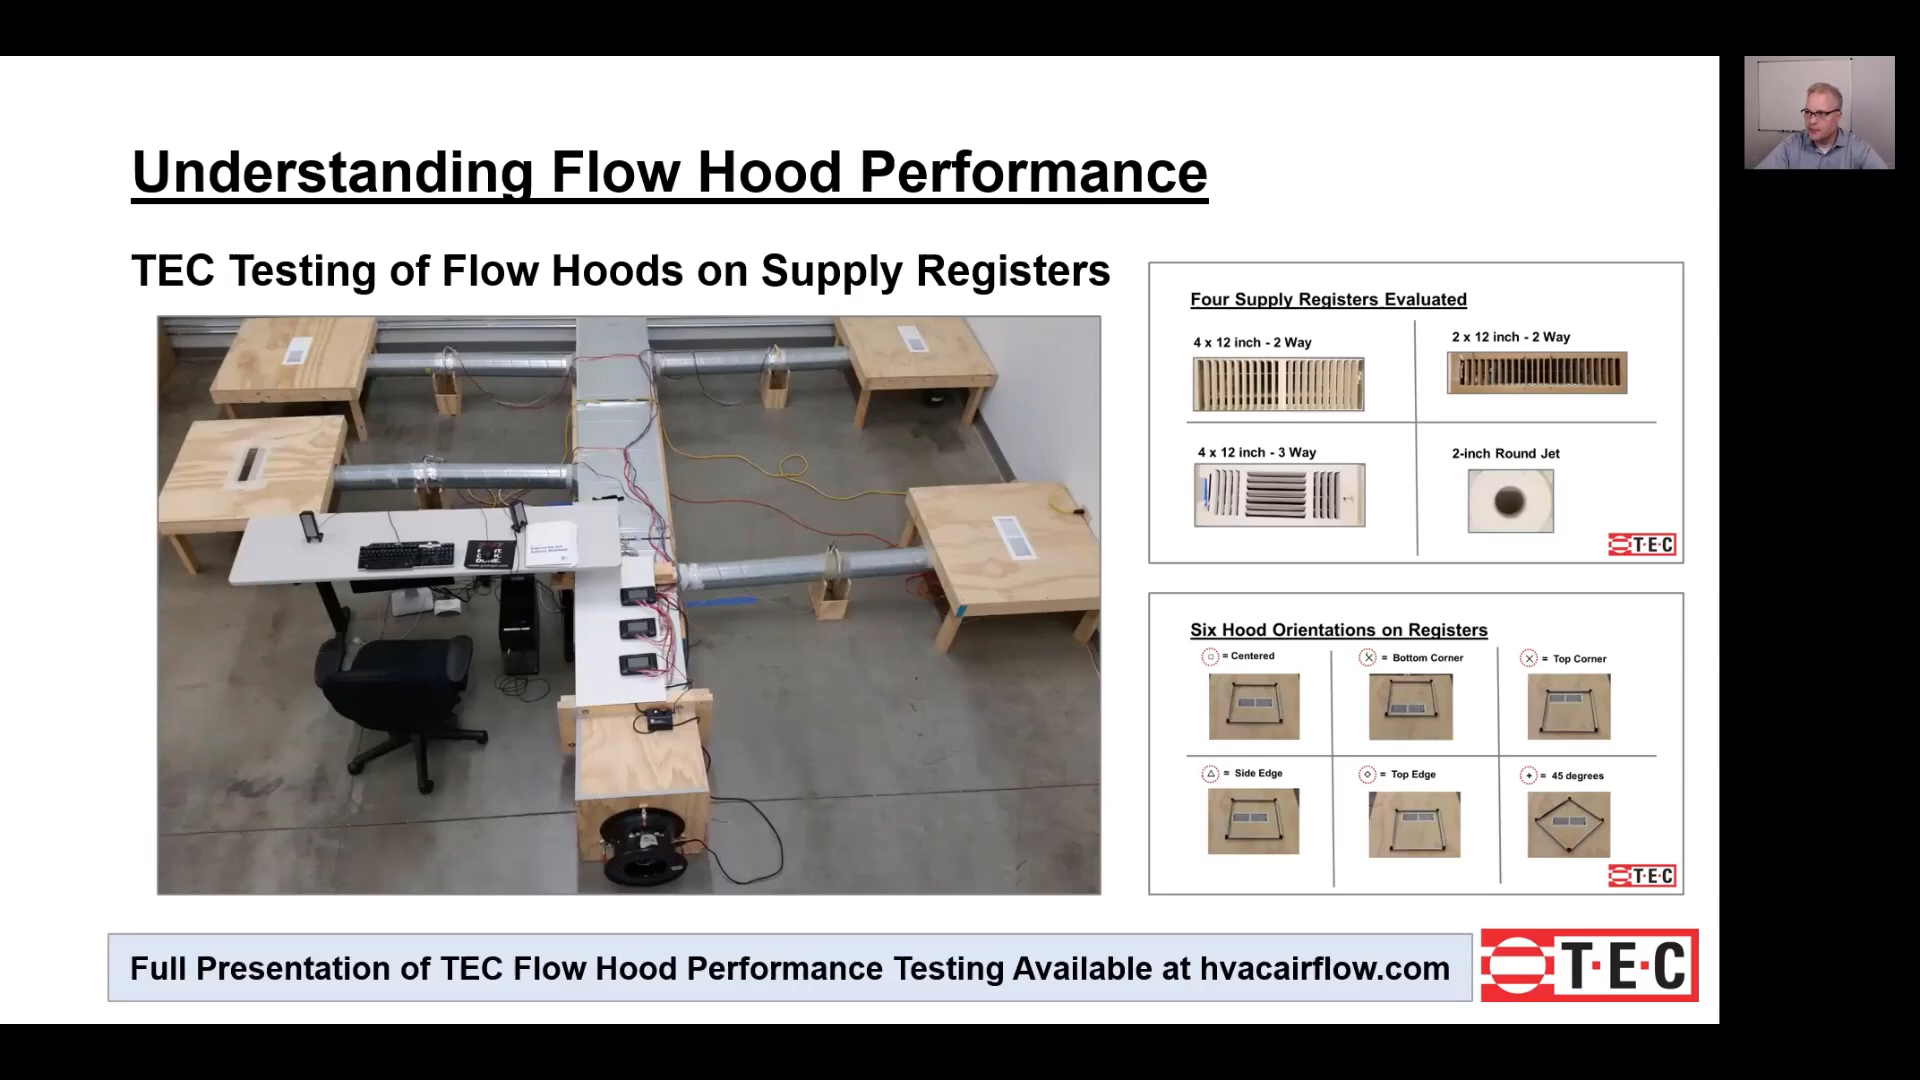 Understanding Flow Hood Performance
TEC Testing of Flow Hoods on Supply Registers
Four Supply Registers Evaluated
4 x 12 inch - 2 Way
2 x 12 inch - 2 Way
4 x 12 inch - 3 Way
2-inch Round Jet
T·E·C
Six Hood Orientations on Registers
= Centered
= Bottom Corner
= Top Corner
= Side Edge
= Top Edge
= 45 degrees
T·E·C
Full Presentation of TEC Flow Hood Performance Testing Available at hvacairflow.com
T·E·C